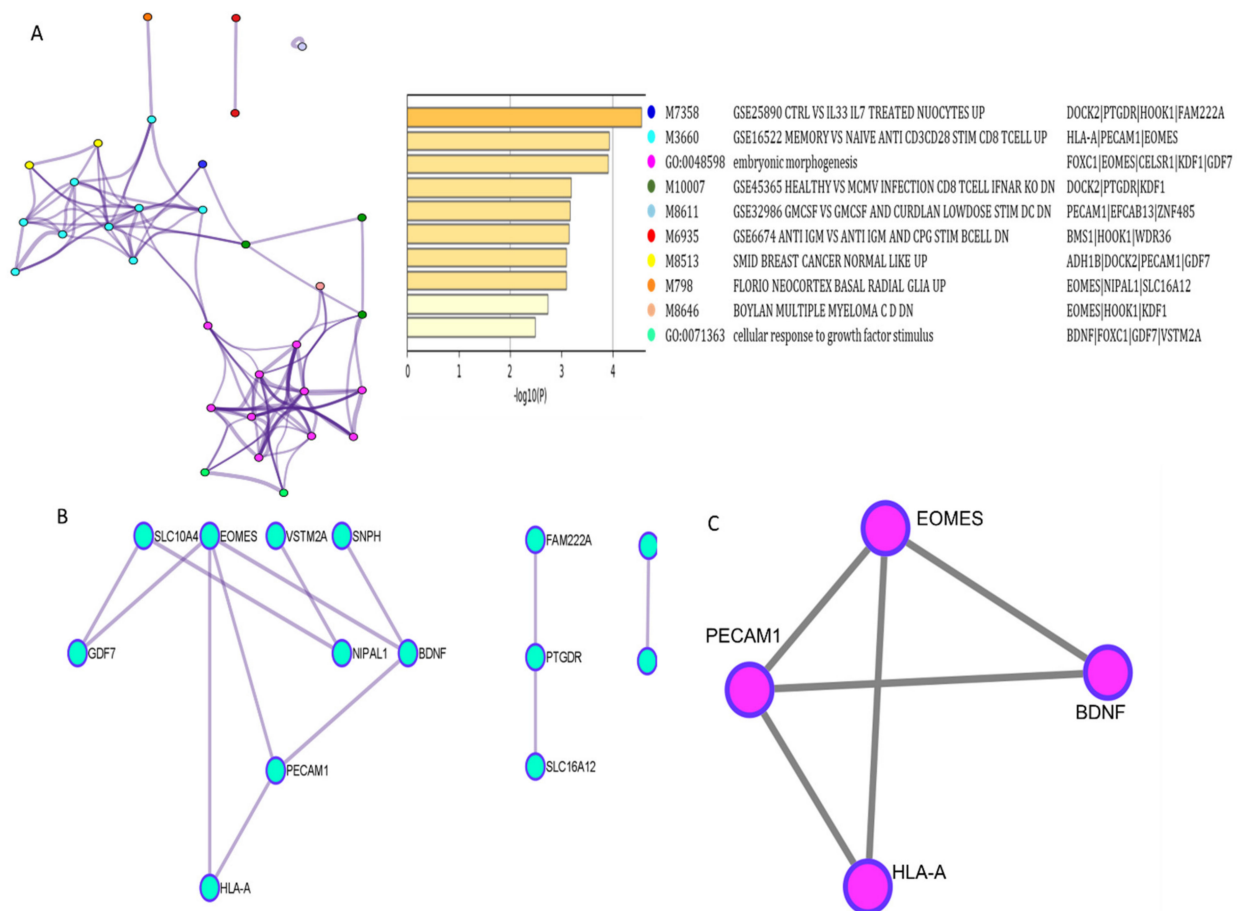 A
M7358 GSE25890 CTRL VS IL33 IL7 TREATED NUOCYTES UP DOCK2|PTGDR|HOOK1|FAM222A
M3660 GSE16522 MEMORY VS NAIVE ANTI CD3CD28 STIM CD8 TCELL UP HLA-A|PECAM1|EOMES
GO:0048598 embryonic morphogenesis FOXC1|EOMES|CELSR1|KDF1|GDF7
M10007 GSE45365 HEALTHY VS MCMV INFECTION CD8 TCELL IFNAR KO DN DOCK2|PTGDR|KDF1
M8611 GSE32986 GMCSF VS GMCSF AND CURDLAN LOWDOSE STIM DC DN PECAM1|EFCAB13|ZNF485
M6935 GSE6674 ANTI IGM VS ANTI IGM AND CPG STIM BCELL DN BMS1|HOOK1|WDR36
M8513 SMID BREAST CANCER NORMAL LIKE UP ADH1B|DOCK2|PECAM1|GDF7
M798 FLORIO NEOCORTEX BASAL RADIAL GLIA UP EOMES|NIPAL1|SLC16A12
M8646 BOYLAN MULTIPLE MYELOMA C D DN EOMES|HOOK1|KDF1
GO:0071363 cellular response to growth factor stimulus BDNF|FOXC1|GDF7|VSTM2A
0 1 2 3 4
-log10(P)
B
SLC10A4 EOMES VSTM2A SNPH FAM222A
GDF7 NIPAL1 BDNF PTGDR
PECAM1 SLC16A12
HLA-A
C
EOMES
PECAM1
BDNF
HLA-A